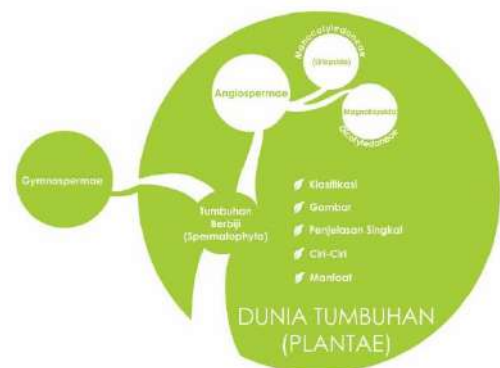 Monocotyledoneae
(Liliopsida)
Angiospermae
Magnoliopsida
Dicotyledoneae
Gymnospermae
Tumbuhan
Berbiji
(Spermatophyta)
Klasifikasi
Gambar
Penjelasan Singkat
Ciri-Ciri
Manfaat
DUNIA TUMBUHAN
(PLANTAE)